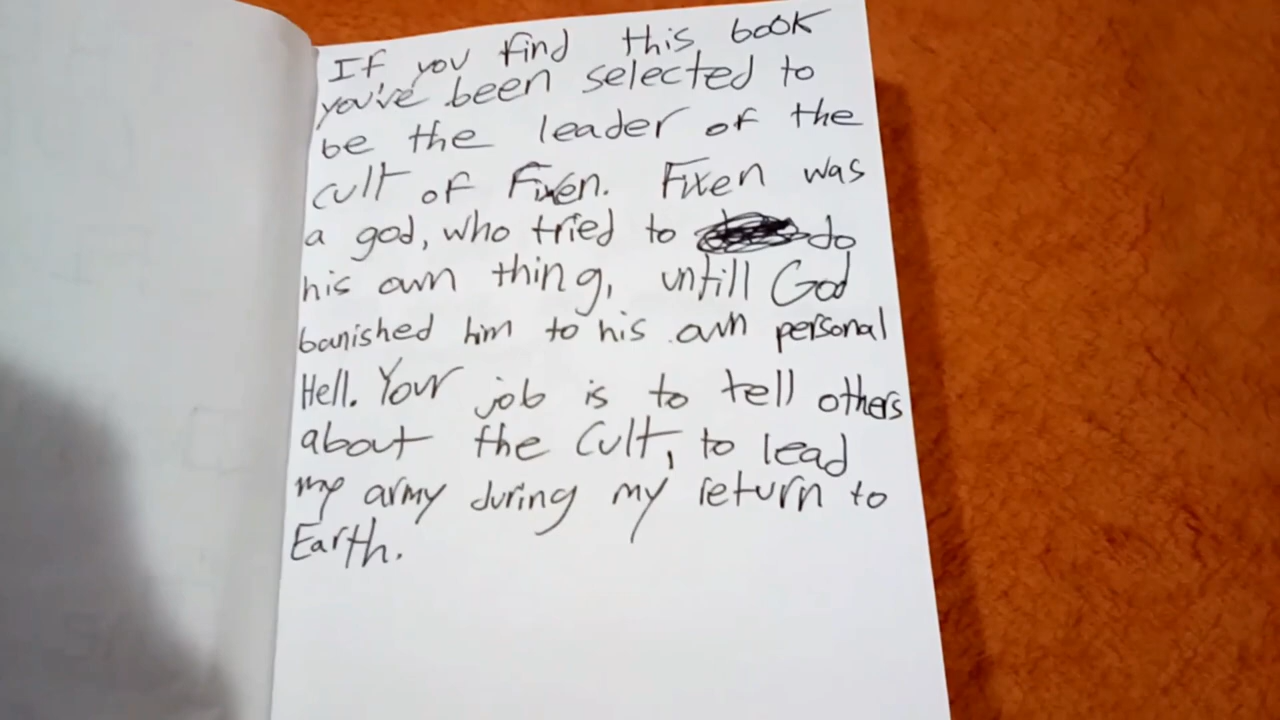 If you find this book
you've been selected to
be the leader of the
cult of Fixen. Fixen was
a god, who tried to do
his own thing, untill God
banished him to his own personal
Hell. Your job is to tell others
about the Cult, to lead
my army during my return to
Earth.